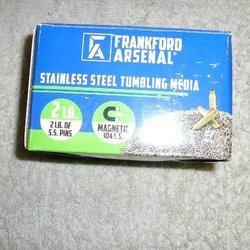 FRANKFORD
ARSENAL
STAINLESS STEEL TUMBLING MEDIA
2 LB.
2 LB. OF
S.S. PINS
MAGNETIC
304 S.S.